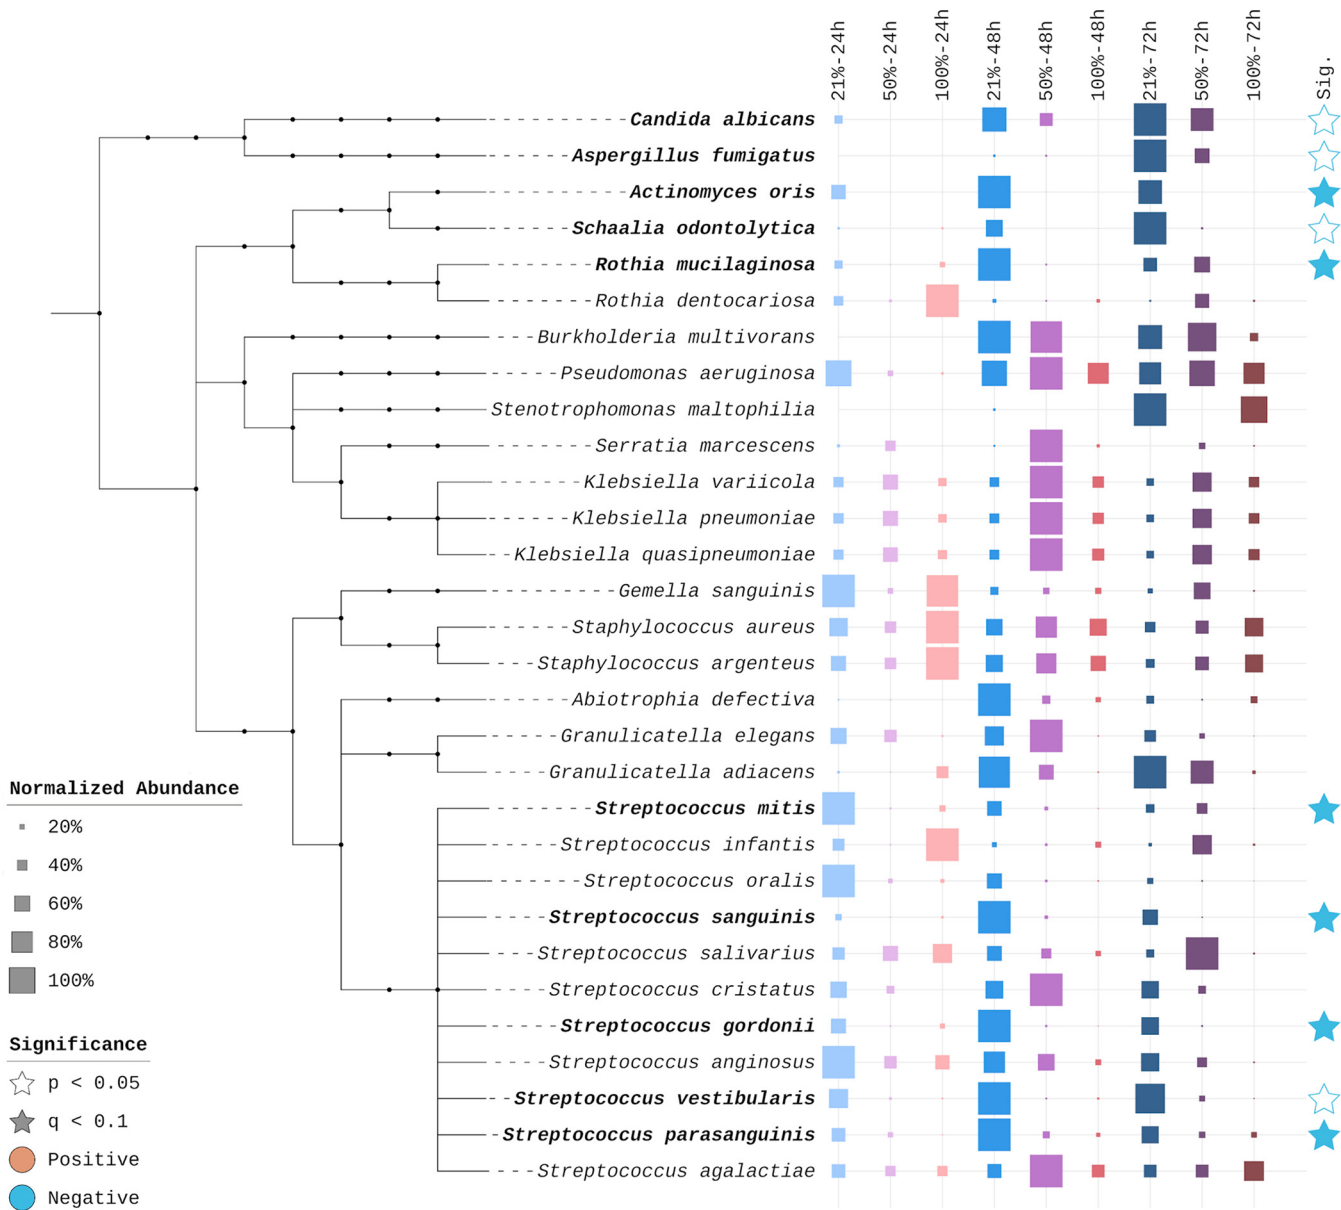 21%-24h
50%-24h
100%-24h
21%-48h
50%-48h
100%-48h
21%-72h
50%-72h
100%-72h
Sig.
Candida albicans
Aspergillus fumigatus
Actinomyces oris
Schaalia odontolytica
Rothia mucilaginosa
Rothia dentocariosa
Burkholderia multivorans
Pseudomonas aeruginosa
Stenotrophomonas maltophilia
Serratia marcescens
Klebsiella variicola
Klebsiella pneumoniae
Klebsiella quasipneumoniae
Gemella sanguinis
Staphylococcus aureus
Staphylococcus argenteus
Abiotrophia defectiva
Granulicatella elegans
Granulicatella adiacens
Streptococcus mitis
Streptococcus infantis
Streptococcus oralis
Streptococcus sanguinis
Streptococcus salivarius
Streptococcus cristatus
Streptococcus gordonii
Streptococcus anginosus
Streptococcus vestibularis
Streptococcus parasanguinis
Streptococcus agalactiae
Normalized Abundance
20%
40%
60%
80%
100%
Significance
p < 0.05
q < 0.1
Positive
Negative